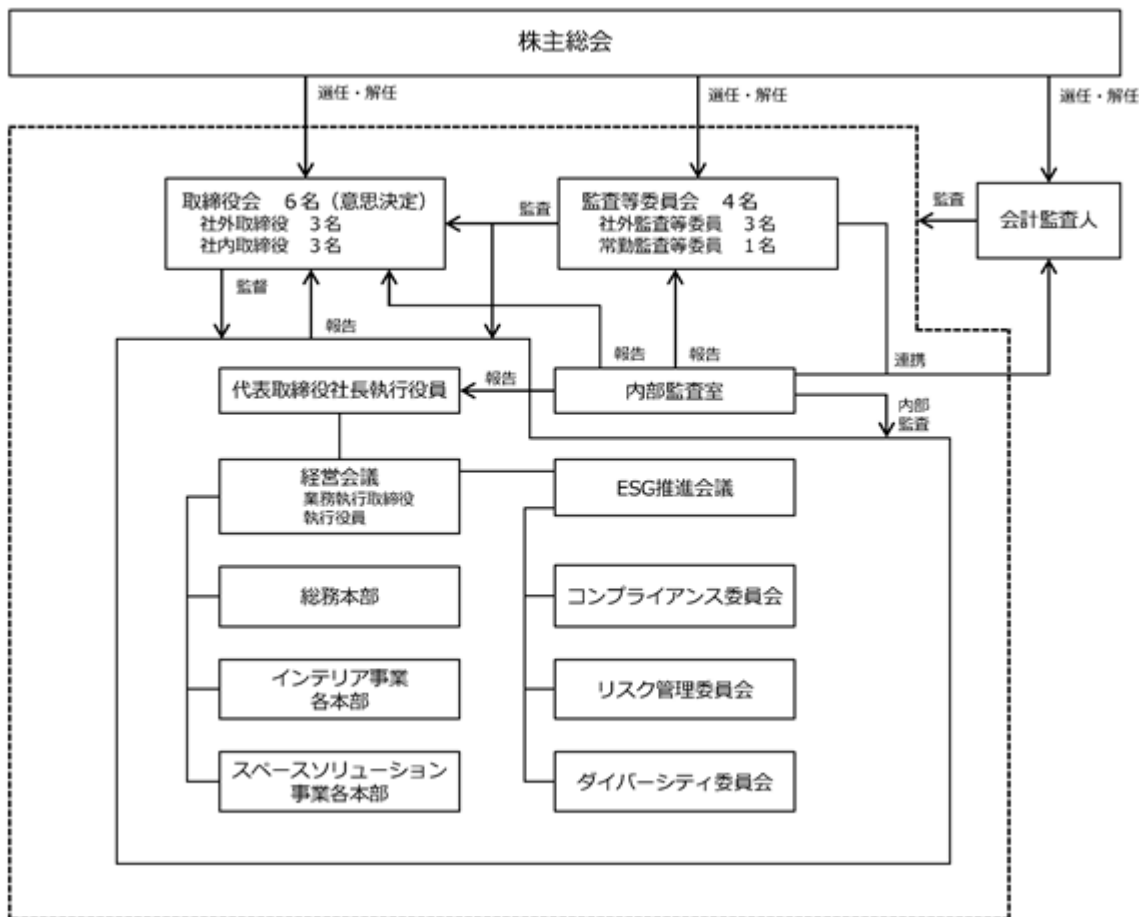 株主総会
選任・解任
選任・解任
選任・解任
取締役会　6名（意思決定）
社外取締役　3名
社内取締役　3名
監査
監査等委員会　4名
社外監査等委員　3名
常勤監査等委員　1名
監査
会計監査人
監督
報告
報告
報告
連携
代表取締役社長執行役員
報告
内部監査室
内部
監査
経営会議
業務執行取締役
執行役員
ESG推進会議
総務本部
コンプライアンス委員会
インテリア事業
各本部
リスク管理委員会
スペースソリューション
事業各本部
ダイバーシティ委員会